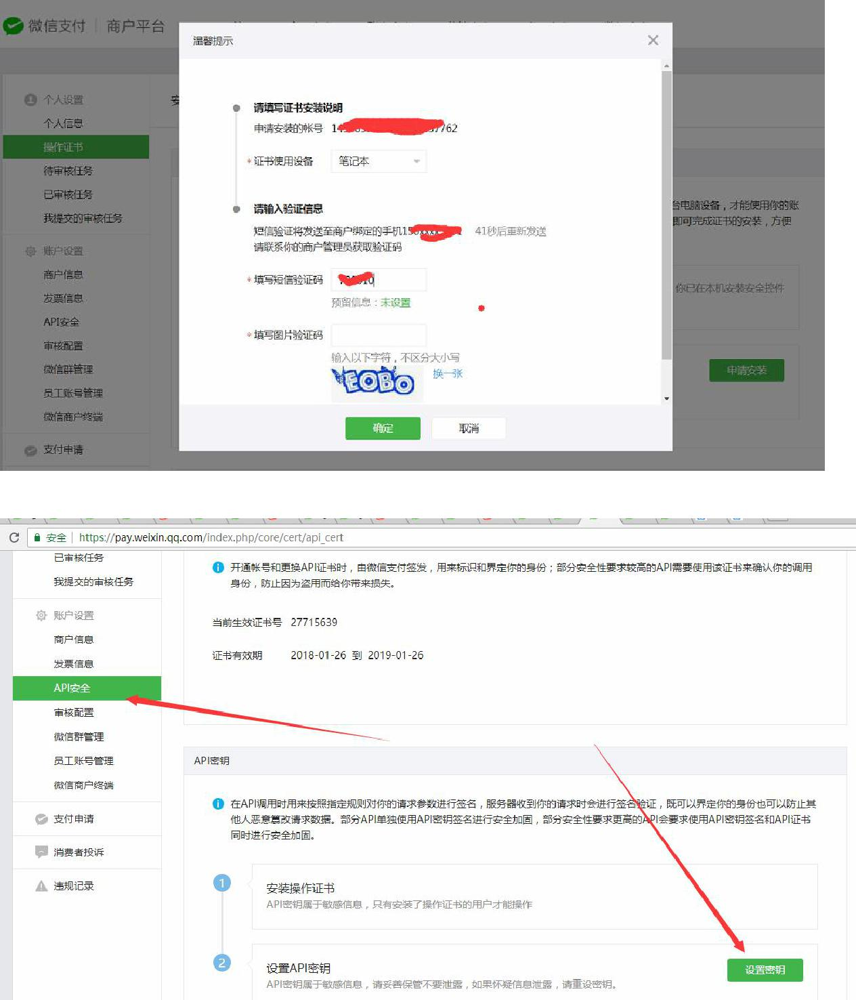 微信支付 商户平台
温馨提示
个人设置
个人信息
操作证书
待审核任务
已审核任务
我提交的审核任务
账户设置
商户信息
发票信息
API安全
审核配置
微信群管理
员工账号管理
微信商户终端
支付申请
请填写证书安装说明
申请安装的帐号
7762
* 证书使用设备 笔记本
请输入验证信息
短信验证将发送至商户绑定的手机15 41秒后重新发送
请联系你的商户管理员获取验证码
* 填写短信验证码
预留信息：未设置
* 填写图片验证码
输入以下字符，不区分大小写
EOBO 换一张
确定 取消
台电脑设备，才能使用你的账
即可完成证书的安装，方便
你已在本机安装安全控件
申请安装
安全 https://pay.weixin.qq.com/index.php/core/cert/api_cert
已审核任务
我提交的审核任务
账户设置
商户信息
发票信息
API安全
审核配置
微信群管理
员工账号管理
微信商户终端
支付申请
消费者投诉
违规记录
开通帐号和更换API证书时，由微信支付签发，用来标识和界定你的身份；部分安全性要求较高的API需要使用该证书来确认你的调用
身份，防止因为盗用而给你带来损失。
当前生效证书号 27715639
证书有效期 2018-01-26 到 2019-01-26
API密钥
在API调用时用来按照指定规则对你的请求参数进行签名，服务器收到你的请求时会进行签名验证，既可以界定你的身份也可以防止其
他人恶意篡改请求数据。部分API单独使用API密钥签名进行安全加固，部分安全性要求更高的API会要求使用API密钥签名和API证书
同时进行安全加固。
1
安装操作证书
API密钥属于敏感信息，只有安装了操作证书的用户才能操作
2
设置API密钥
API密钥属于敏感信息，请妥善保管不要泄露，如果怀疑信息泄露，请重设密钥。
设置密钥